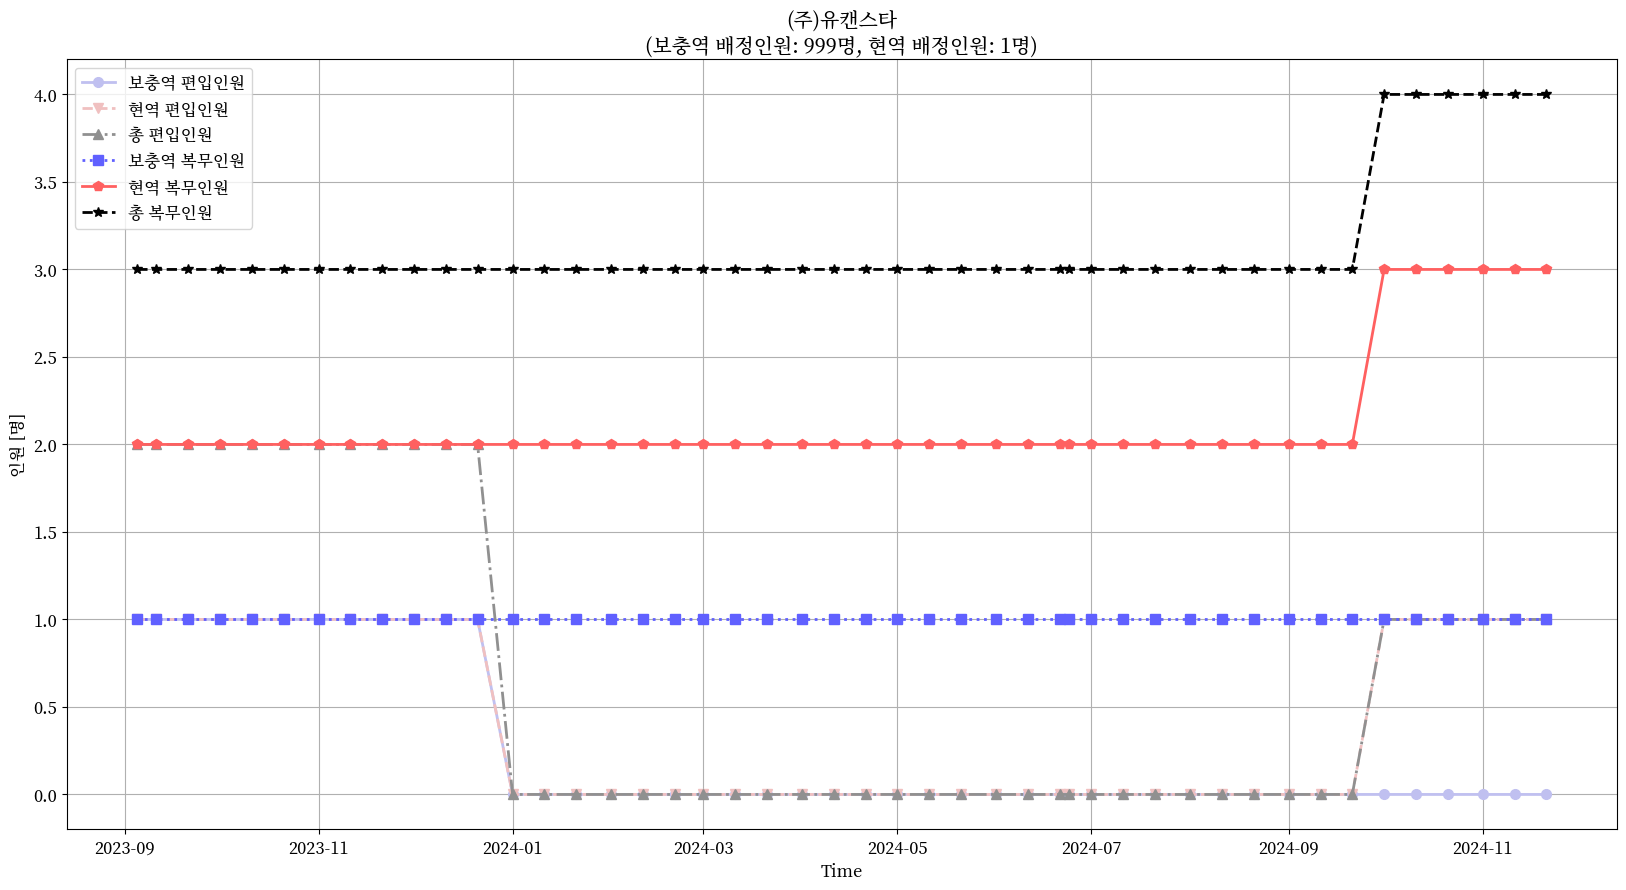 (주)유캔스타
(보충역 배정인원: 999명, 현역 배정인원: 1명)
보충역 편입인원
현역 편입인원
총 편입인원
보충역 복무인원
현역 복무인원
총 복무인원
4.0
3.5
3.0
2.5
2.0
1.5
1.0
0.5
0.0
인원 [명]
2023-09 2023-11 2024-01 2024-03 2024-05 2024-07 2024-09 2024-11
Time